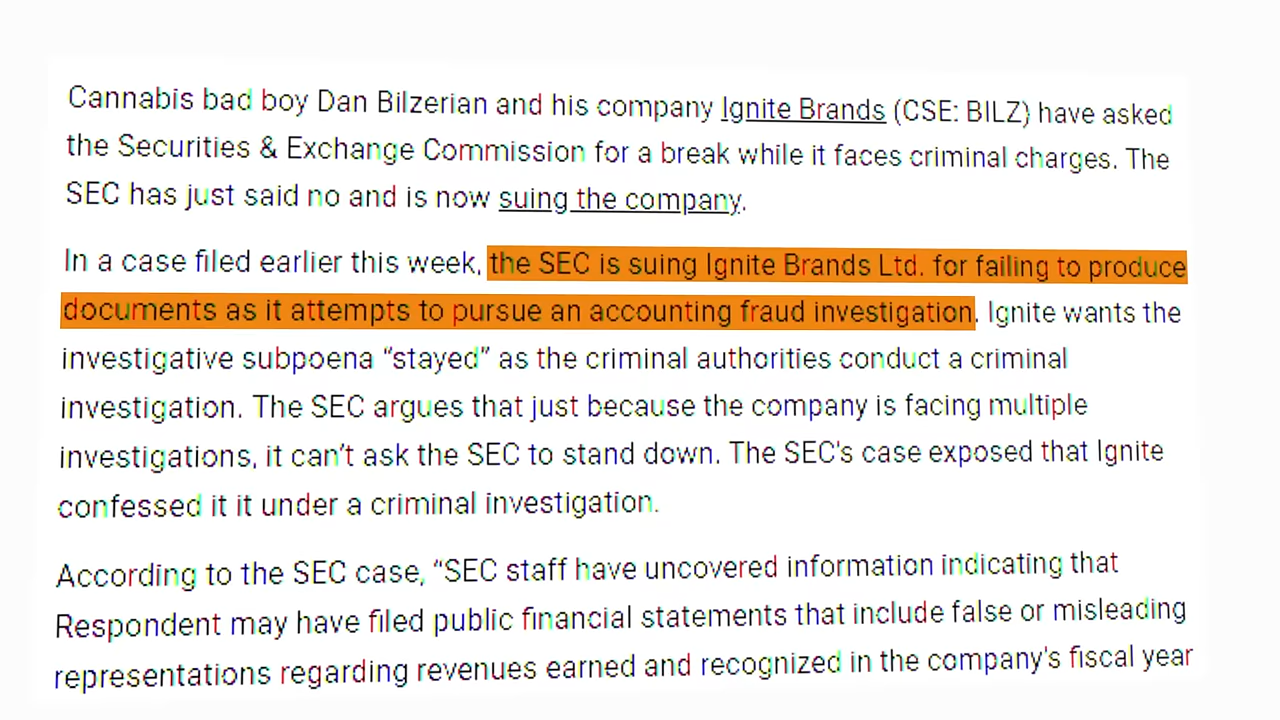 Cannabis bad boy Dan Bilzerian and his company Ignite Brands (CSE: BILZ) have asked
the Securities & Exchange Commission for a break while it faces criminal charges. The
SEC has just said no and is now suing the company.
In a case filed earlier this week, the SEC is suing Ignite Brands Ltd. for failing to produce
documents as it attempts to pursue an accounting fraud investigation. Ignite wants the
investigative subpoena “stayed” as the criminal authorities conduct a criminal
investigation. The SEC argues that just because the company is facing multiple
investigations, it can’t ask the SEC to stand down. The SEC's case exposed that Ignite
confessed it it under a criminal investigation.
According to the SEC case, “SEC staff have uncovered information indicating that
Respondent may have filed public financial statements that include false or misleading
representations regarding revenues earned and recognized in the company's fiscal year